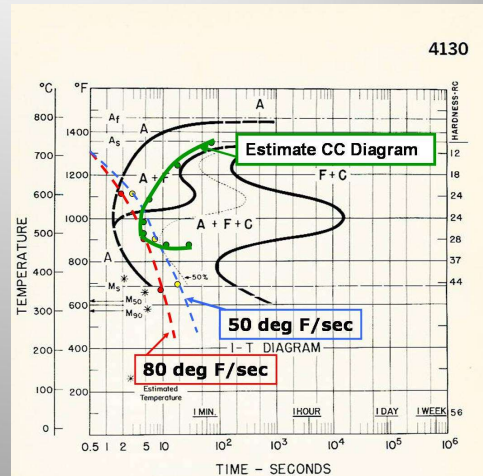 4130
°C
°F
A
800
Af
A
1400
As
700
Estimate CC Diagram
HARDNESS-RC
12
A + F
F + C
1200
18
600
24
1000
A + F + C
24
500
28
A
31
800
37
400
Ms
50%
44
M50
600
300
M90
50 deg F/sec
I-T DIAGRAM
400
80 deg F/sec
200
Estimated
Temperature
200
100
1 MIN.
1 HOUR
1 DAY
1 WEEK
56
0
0.5 1 2 5 10 10² 10³ 10⁴ 10⁵ 10⁶
TEMPERATURE
TIME – SECONDS